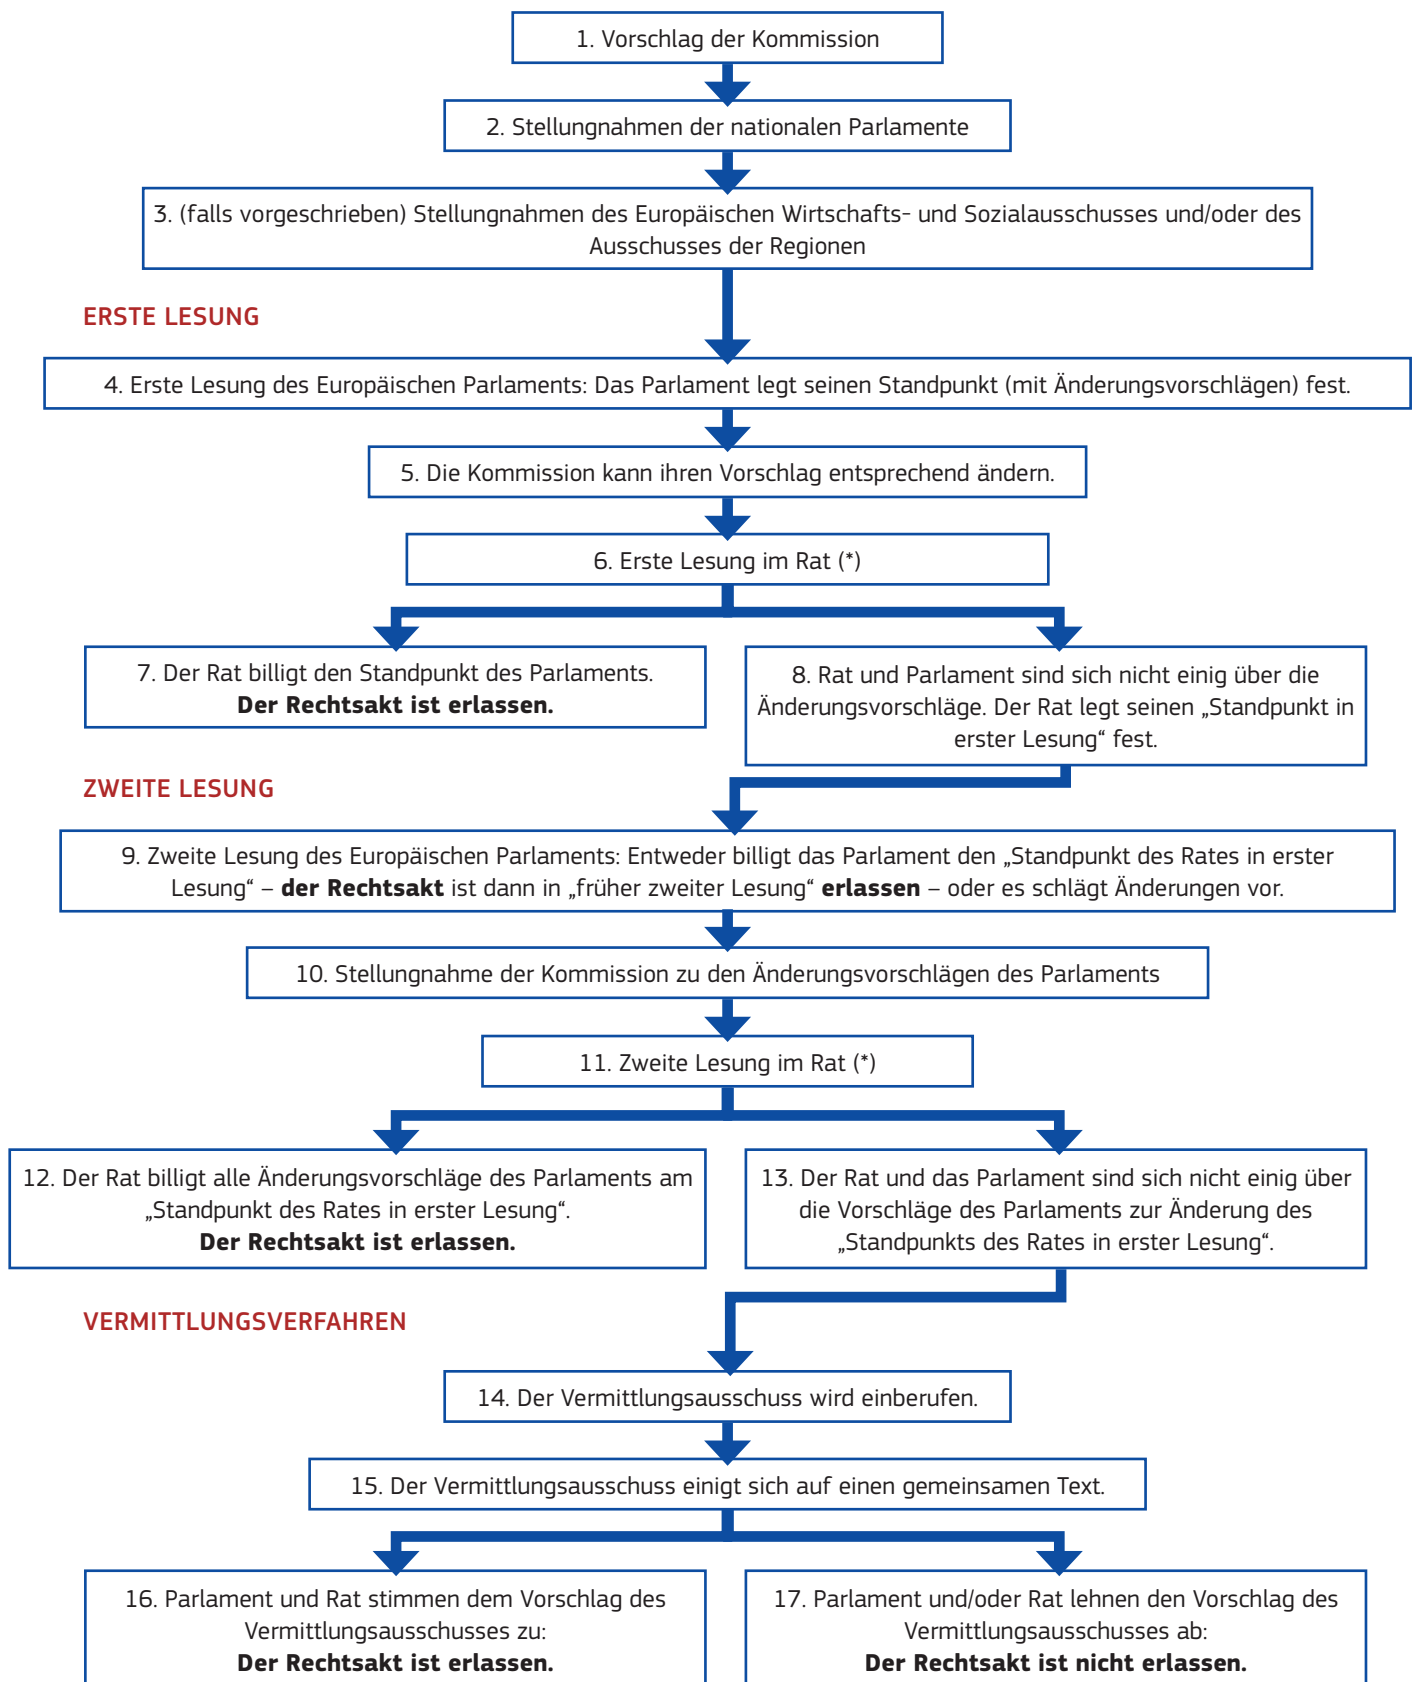 1. Vorschlag der Kommission
2. Stellungnahmen der nationalen Parlamente
3. (falls vorgeschrieben) Stellungnahmen des Europäischen Wirtschafts- und Sozialausschusses und/oder des
Ausschusses der Regionen
ERSTE LESUNG
4. Erste Lesung des Europäischen Parlaments: Das Parlament legt seinen Standpunkt (mit Änderungsvorschlägen) fest.
5. Die Kommission kann ihren Vorschlag entsprechend ändern.
6. Erste Lesung im Rat (*)
7. Der Rat billigt den Standpunkt des Parlaments.
Der Rechtsakt ist erlassen.
8. Rat und Parlament sind sich nicht einig über die
Änderungsvorschläge. Der Rat legt seinen „Standpunkt in
erster Lesung“ fest.
ZWEITE LESUNG
9. Zweite Lesung des Europäischen Parlaments: Entweder billigt das Parlament den „Standpunkt des Rates in erster
Lesung“ – der Rechtsakt ist dann in „früher zweiter Lesung“ erlassen – oder es schlägt Änderungen vor.
10. Stellungnahme der Kommission zu den Änderungsvorschlägen des Parlaments
11. Zweite Lesung im Rat (*)
12. Der Rat billigt alle Änderungsvorschläge des Parlaments am
„Standpunkt des Rates in erster Lesung“.
Der Rechtsakt ist erlassen.
13. Der Rat und das Parlament sind sich nicht einig über
die Vorschläge des Parlaments zur Änderung des
„Standpunkts des Rates in erster Lesung“.
VERMITTLUNGSVERFAHREN
14. Der Vermittlungsausschuss wird einberufen.
15. Der Vermittlungsausschuss einigt sich auf einen gemeinsamen Text.
16. Parlament und Rat stimmen dem Vorschlag des
Vermittlungsausschusses zu:
Der Rechtsakt ist erlassen.
17. Parlament und/oder Rat lehnen den Vorschlag des
Vermittlungsausschusses ab:
Der Rechtsakt ist nicht erlassen.